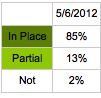 5/6/2012
In Place 85%
Partial 13%
Not 2%